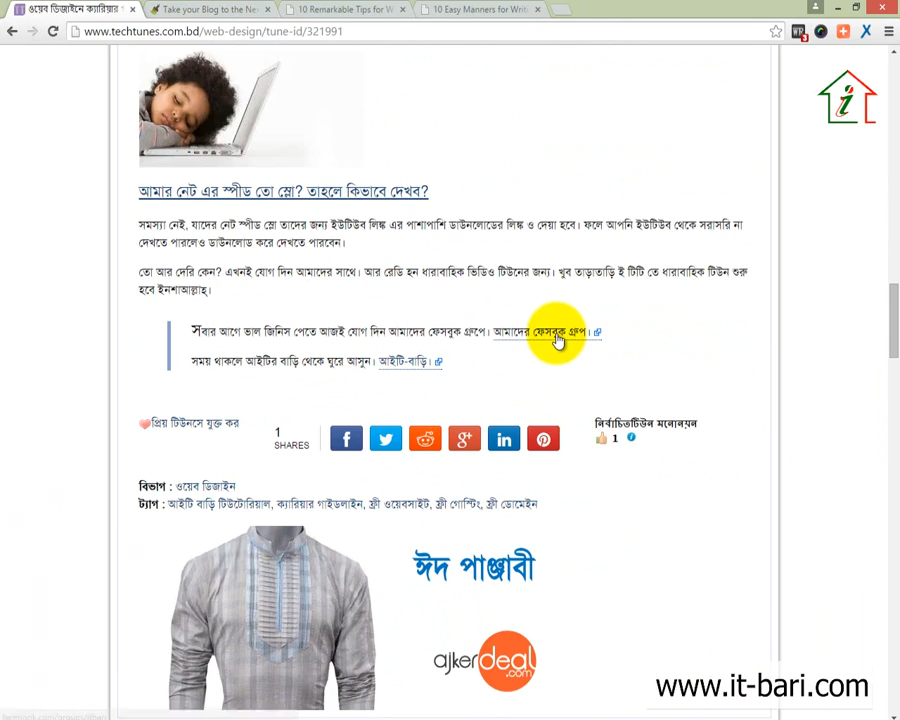 ওয়েব ডিজাইনে ক্যারিয়ার
Take your Blog to the Ne
10 Remarkable Tips for W
10 Easy Manners for Writi
www.techtunes.com.bd/web-design/tune-id/321991
3
i
আমার নেট এর স্পীড তো স্লো? তাহলে কিভাবে দেখব?
সমস্যা নেই, যাদের নেট স্পীড স্লো তাদের জন্য ইউটিউব লিঙ্ক এর পাশাপাশি ডাউনলোডের লিঙ্ক ও দেয়া হবে। ফলে আপনি ইউটিউব থেকে সরাসরি না
দেখতে পারলেও ডাউনলোড করে দেখতে পারবেন।
তো আর দেরি কেন? এখনই যোগ দিন আমাদের সাথে। আর রেডি হন ধারাবাহিক ভিডিও টিউনের জন্য। খুব তাড়াতাড়ি ই টিটি তে ধারাবাহিক টিউন শুরু
হবে ইনশাআল্লাহ্‌।
সবার আগে ভাল জিনিস পেতে আজই যোগ দিন আমাদের ফেসবুক গ্রুপে। আমাদের ফেসবুক গ্রুপ।
সময় থাকলে আইটির বাড়ি থেকে ঘুরে আসুন। আইটি-বাড়ি।
প্রিয় টিউনসে যুক্ত কর
1
SHARES
নির্বাচিতটিউন মনোনয়ন
1
বিভাগ : ওয়েব ডিজাইন
ট্যাগ : আইটি বাড়ি টিউটোরিয়াল, ক্যারিয়ার গাইডলাইন, ফ্রী ওয়েবসাইট, ফ্রী গোস্টিং, ফ্রী ডোমেইন
ঈদ পাঞ্জাবী
ajkerdeal
.com
www.it-bari.com